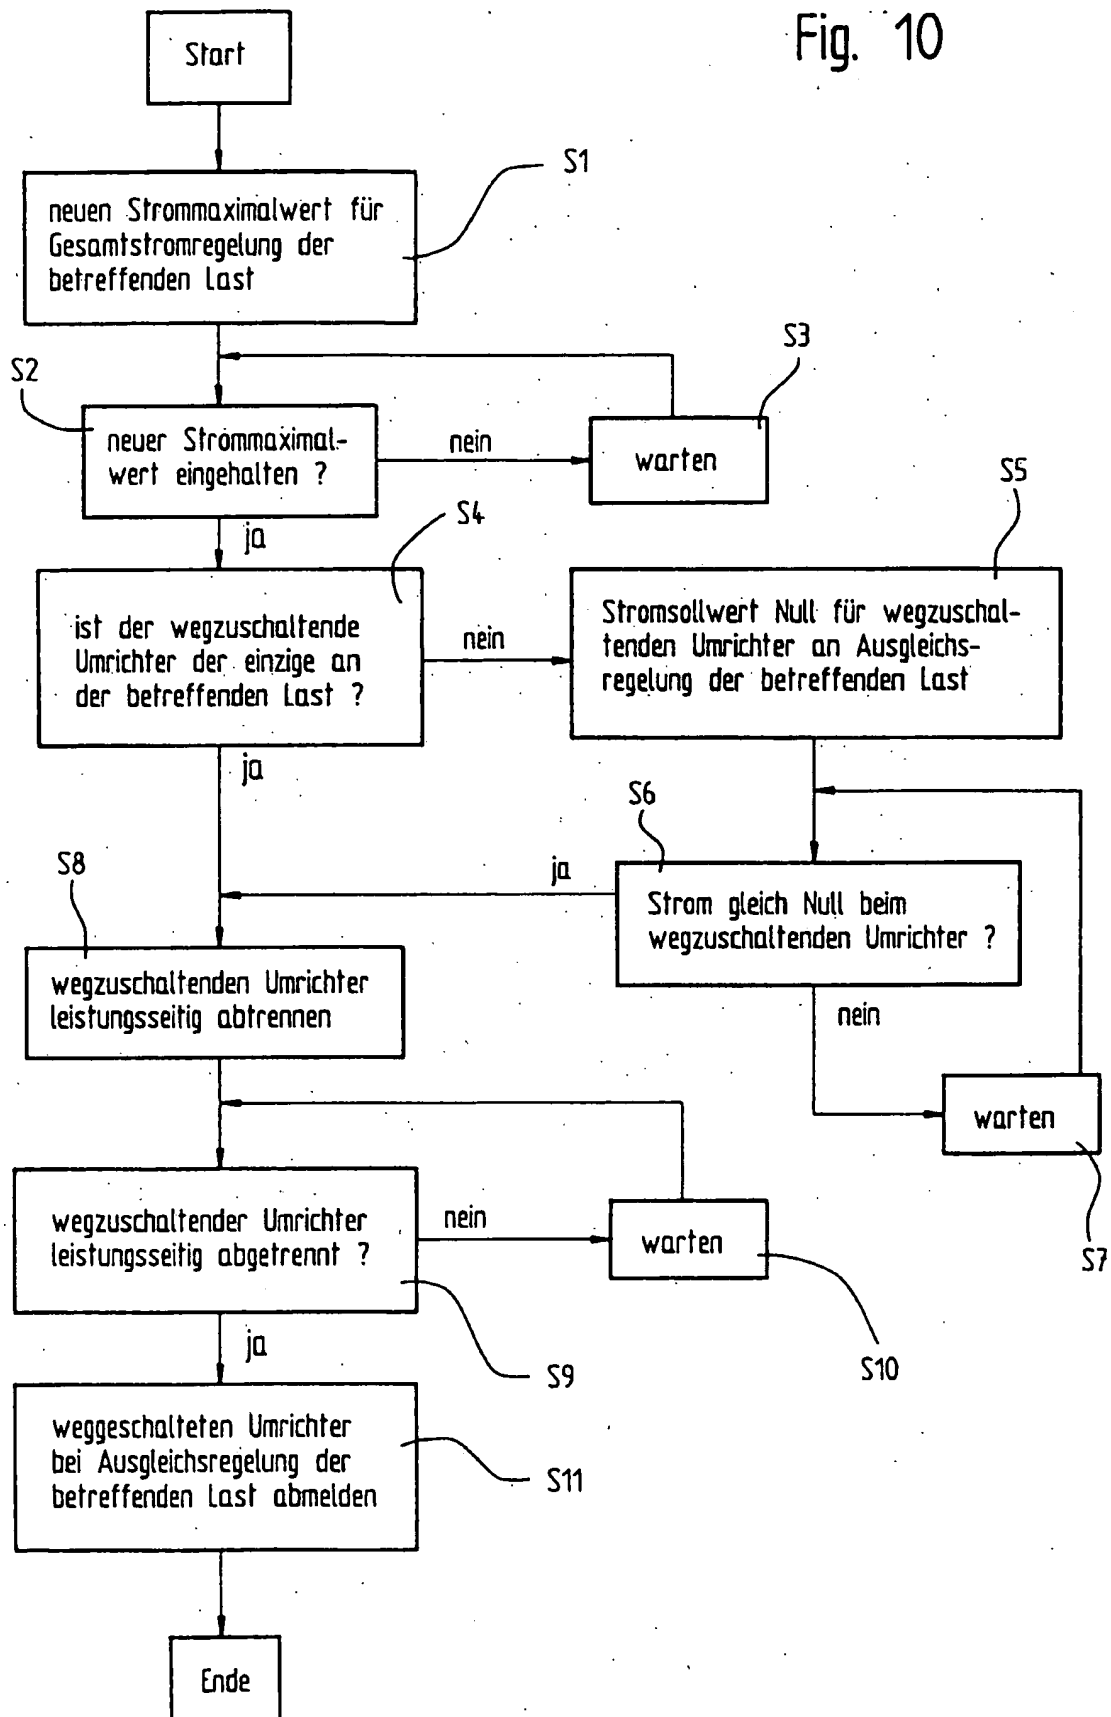 Fig. 10
Start
S1
neuen Strommaximalwert für
Gesamtstromregelung der
betreffenden Last
S2
S3
neuer Strommaximal-
wert eingehalten ?
nein
warten
ja
S4
S5
ist der wegzuschaltende
Umrichter der einzige an
der betreffenden Last ?
nein
Stromsollwert Null für wegzuschal-
tenden Umrichter an Ausgleichs-
regelung der betreffenden Last
ja
S6
S8
ja
Strom gleich Null beim
wegzuschaltenden Umrichter ?
wegzuschaltenden Umrichter
leistungsseitig abtrennen
nein
warten
S7
wegzuschaltender Umrichter
leistungsseitig abgetrennt ?
nein
warten
S10
ja
S9
weggeschalteten Umrichter
bei Ausgleichsregelung der
betreffenden Last abmelden
S11
Ende